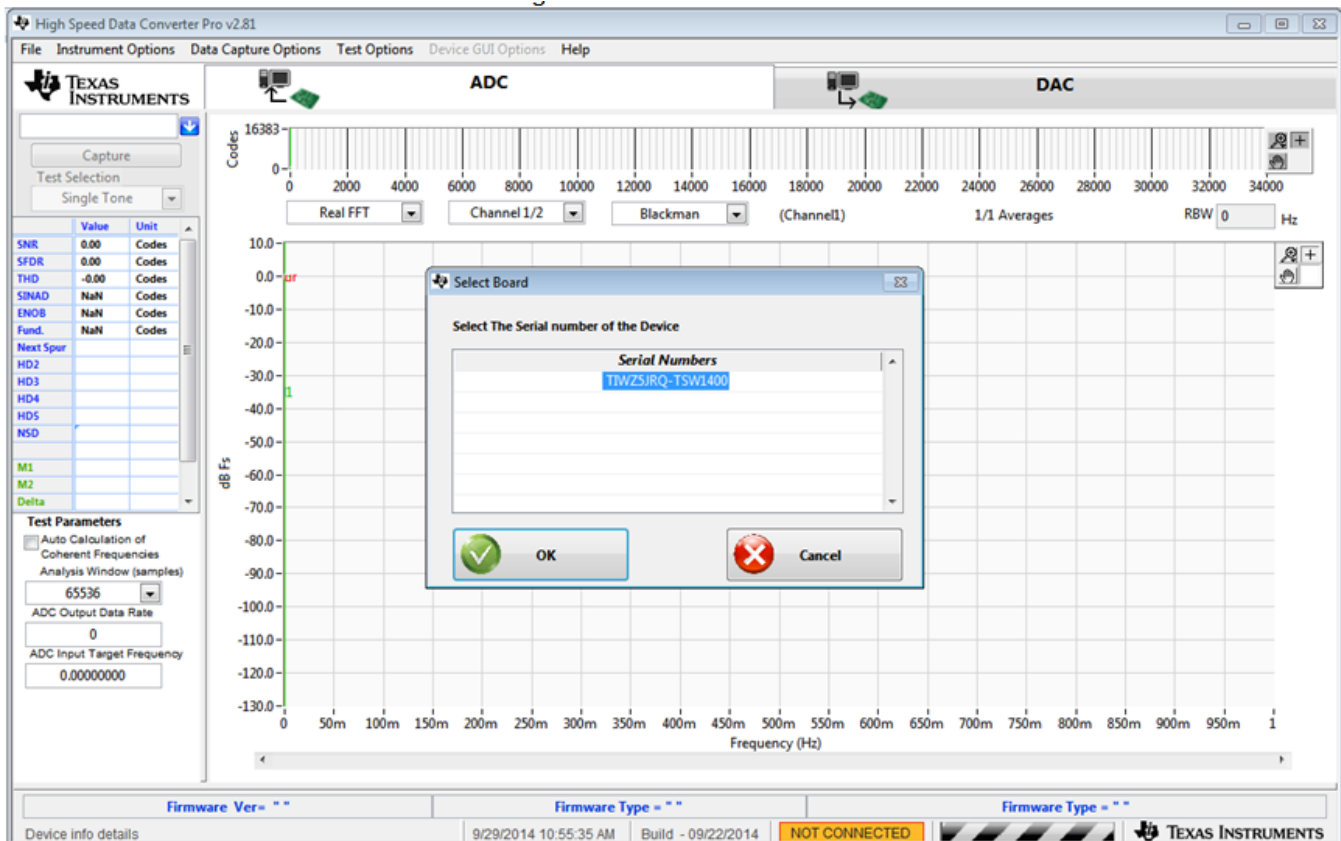 High Speed Data Converter Pro v2.81
File Instrument Options Data Capture Options Test Options Device GUI Options Help
TEXAS INSTRUMENTS
ADC
DAC
Capture
Test Selection
Single Tone
Value Unit
SNR 0.00 Codes
SFDR 0.00 Codes
THD -0.00 Codes
SINAD NaN Codes
ENOB NaN Codes
Fund. NaN Codes
Next Spur
HD2
HD3
HD4
HD5
NSD
M1
M2
Delta
Test Parameters
Auto Calculation of
Coherent Frequencies
Analysis Window (samples)
65536
ADC Output Data Rate
0
ADC Input Target Frequency
0.00000000
Codes
16383
0
0 2000 4000 6000 8000 10000 12000 14000 16000 18000 20000 22000 24000 26000 28000 30000 32000 34000
Real FFT Channel 1/2 Blackman (Channel1) 1/1 Averages RBW 0 Hz
dB Fs
10.0
0.0
-10.0
-20.0
-30.0
-40.0
-50.0
-60.0
-70.0
-80.0
-90.0
-100.0
-110.0
-120.0
-130.0
0 50m 100m 150m 200m 250m 300m 350m 400m 450m 500m 550m 600m 650m 700m 750m 800m 850m 900m 950m 1
Frequency (Hz)
Select Board
Select The Serial number of the Device
Serial Numbers
TIWZ5JRQ-TSW1400
OK Cancel
Firmware Ver= " " Firmware Type = " " Firmware Type = " "
Device info details 9/29/2014 10:55:35 AM Build - 09/22/2014 NOT CONNECTED TEXAS INSTRUMENTS